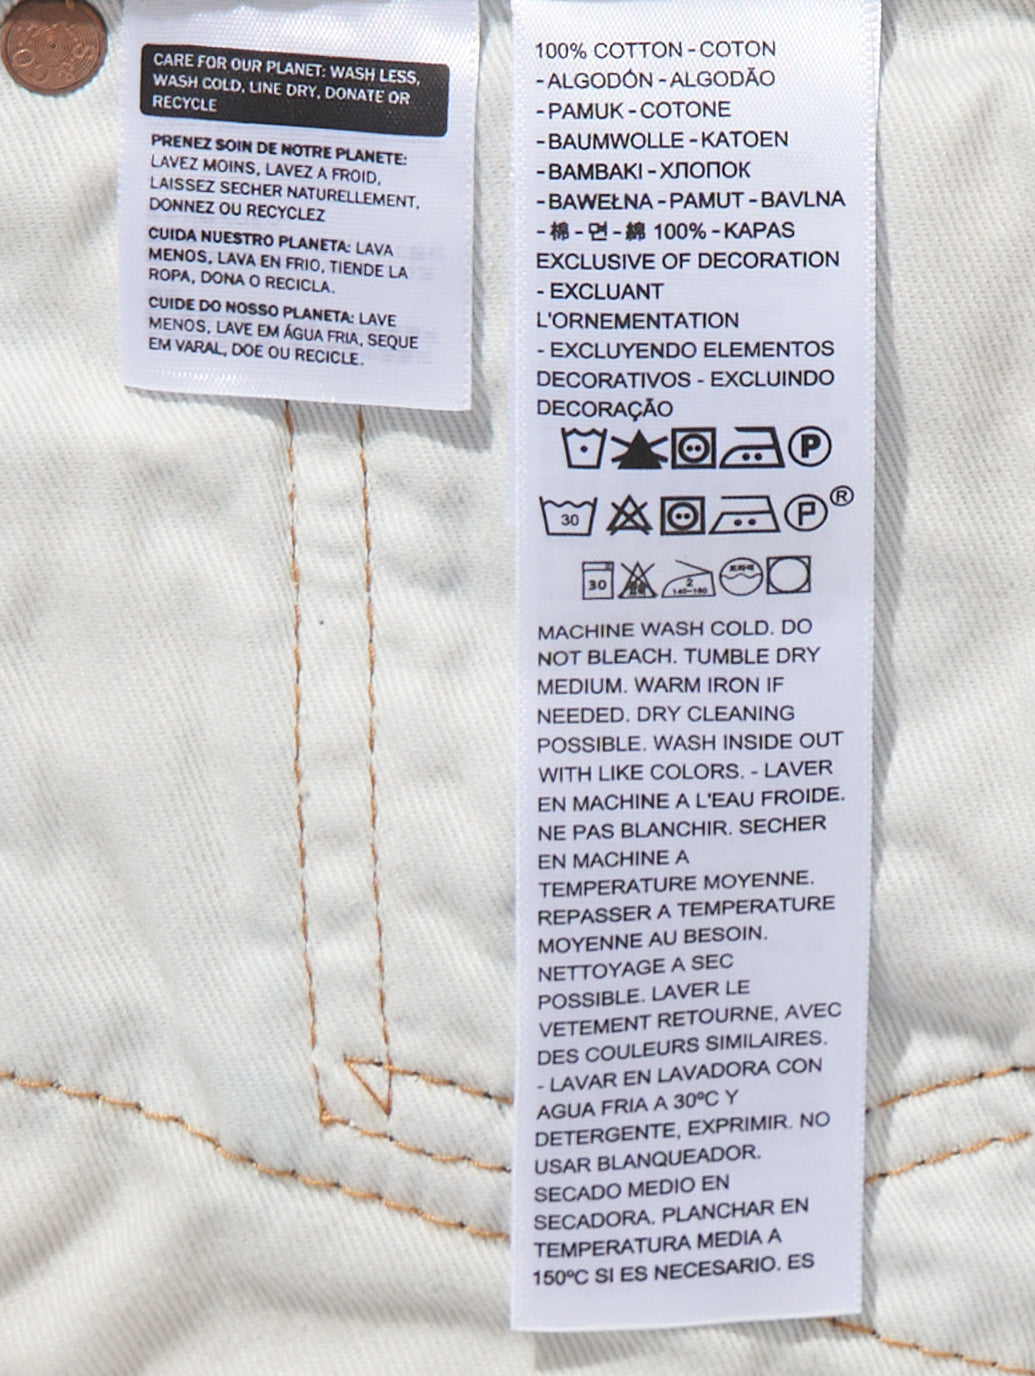 CARE FOR OUR PLANET: WASH LESS,
WASH COLD, LINE DRY, DONATE OR
RECYCLE
PRENEZ SOIN DE NOTRE PLANETE:
LAVEZ MOINS, LAVEZ A FROID,
LAISSEZ SECHER NATURELLEMENT,
DONNEZ OU RECYCLEZ
CUIDA NUESTRO PLANETA: LAVA
MENOS, LAVA EN FRIO, TIENDE LA
ROPA, DONA O RECICLA.
CUIDE DO NOSSO PLANETA: LAVE
MENOS, LAVE EM ÁGUA FRIA, SEQUE
EM VARAL, DOE OU RECICLE.
100% COTTON - COTON
- ALGODÓN - ALGODÃO
- PAMUK - COTONE
- BAUMWOLLE - KATOEN
- BAMBAKI - ХЛОПОК
- BAWEŁNA - PAMUT - BAVLNA
- 棉 - 면 - 綿 100% - KAPAS
EXCLUSIVE OF DECORATION
- EXCLUANT
L'ORNEMENTATION
- EXCLUYENDO ELEMENTOS
DECORATIVOS - EXCLUINDO
DECORAÇÃO
P
30 P ®
30 2 140-160
MACHINE WASH COLD. DO
NOT BLEACH. TUMBLE DRY
MEDIUM. WARM IRON IF
NEEDED. DRY CLEANING
POSSIBLE. WASH INSIDE OUT
WITH LIKE COLORS. - LAVER
EN MACHINE A L'EAU FROIDE.
NE PAS BLANCHIR. SECHER
EN MACHINE A
TEMPERATURE MOYENNE.
REPASSER A TEMPERATURE
MOYENNE AU BESOIN.
NETTOYAGE A SEC
POSSIBLE. LAVER LE
VETEMENT RETOURNE, AVEC
DES COULEURS SIMILAIRES.
- LAVAR EN LAVADORA CON
AGUA FRIA A 30ºC Y
DETERGENTE, EXPRIMIR. NO
USAR BLANQUEADOR.
SECADO MEDIO EN
SECADORA. PLANCHAR EN
TEMPERATURA MEDIA A
150ºC SI ES NECESARIO. ES